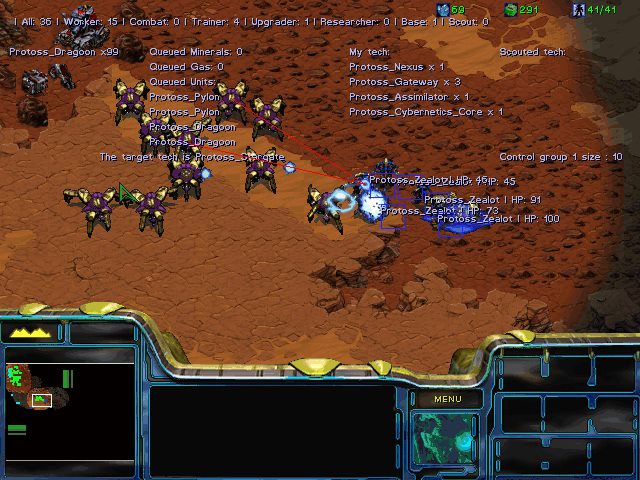 69 291 41/41
| All: 36 | Worker: 15 | Combat: 0 | Trainer: 4 | Upgrader: 1 | Researcher: 0 | Base: 1 | Scout: 0
Protoss_Dragoon x99
Queued Minerals: 0
Queued Gas: 0
Queued Units:
Protoss_Pylon
Protoss_Pylon
Protoss_Dragoon
Protoss_Dragoon
The target tech is Protoss_Stargate
My tech:
Protoss_Nexus x 1
Protoss_Gateway x 3
Protoss_Assimilator x 1
Protoss_Cybernetics_Core x 1
Scouted tech:
Control group 1 size : 10
Protoss_Zealot | HP: 46
HP: 45
Protoss_Zealot | HP: 91
Protoss_Zealot | HP: 73
Protoss_Zealot | HP: 100
MENU